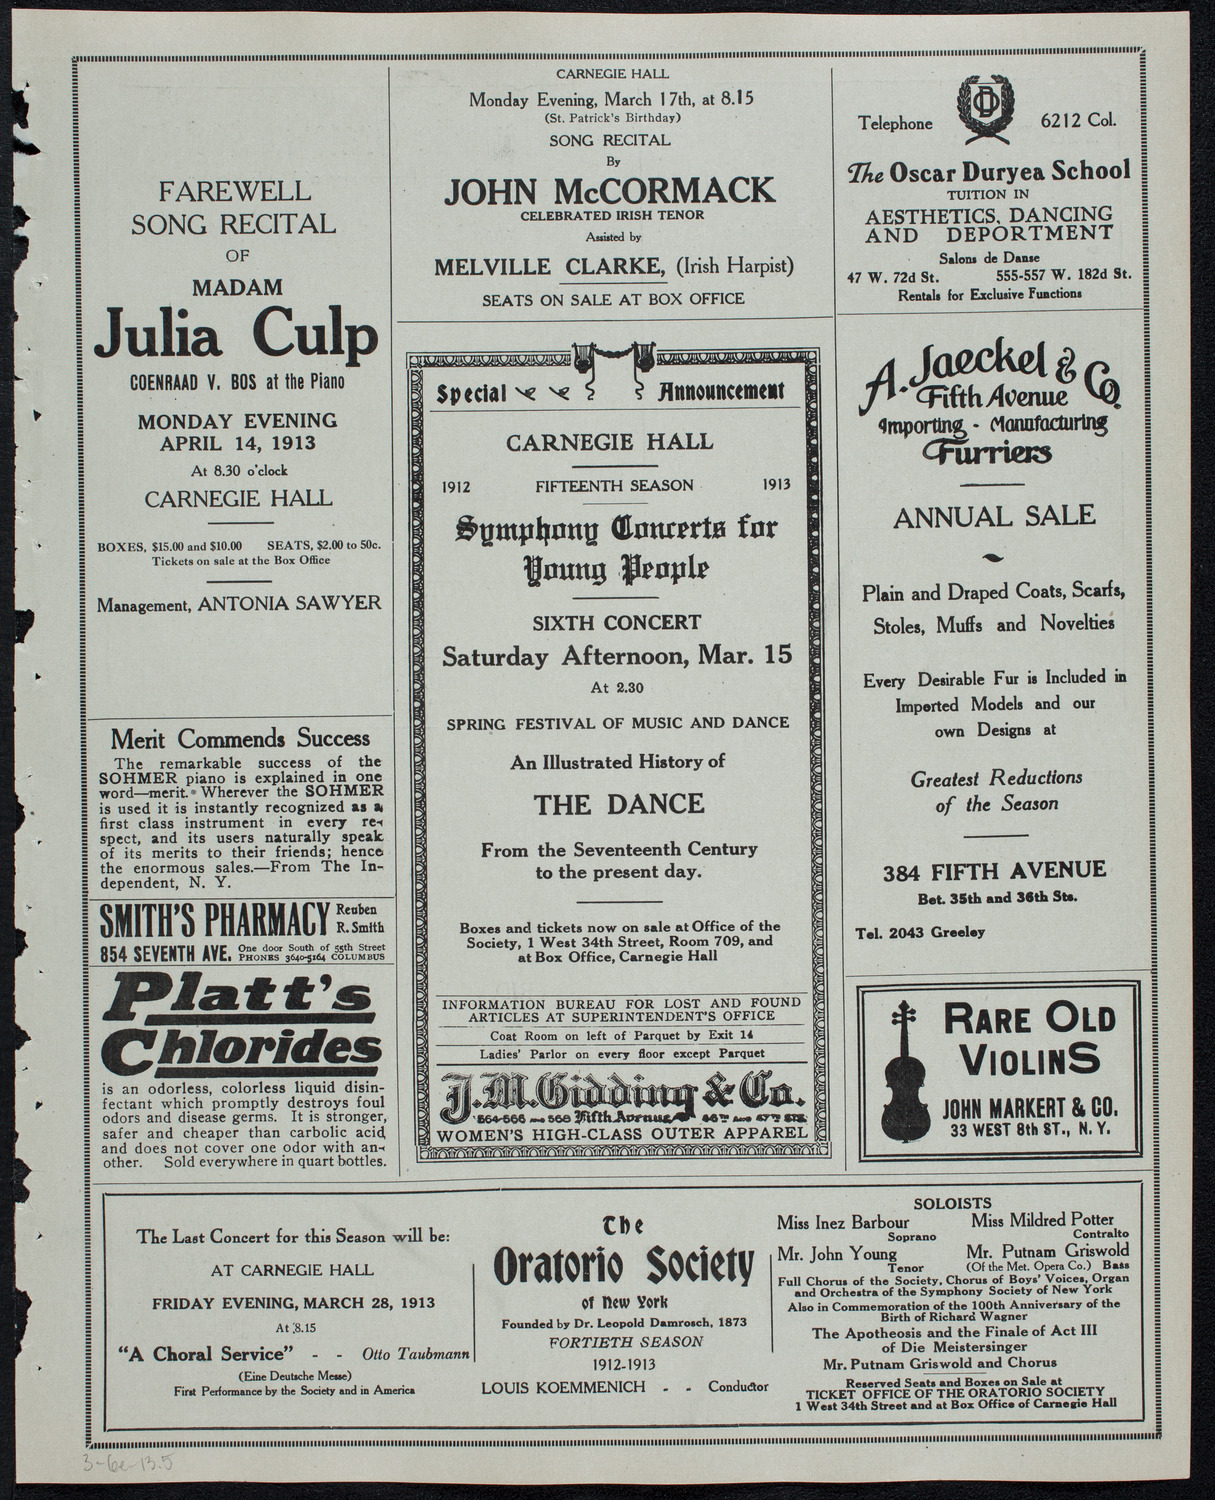 FAREWELL
SONG RECITAL
OF
MADAM
Julia Culp
COENRAAD V. BOS at the Piano
MONDAY EVENING
APRIL 14, 1913
At 8.30 o'clock
CARNEGIE HALL
BOXES, $15.00 and $10.00 SEATS, $2.00 to 50c.
Tickets on sale at the Box Office
Management, ANTONIA SAWYER
Merit Commends Success
The remarkable success of the
SOHMER piano is explained in one
word—merit. Wherever the SOHMER
is used it is instantly recognized as a
first class instrument in every re-
spect, and its users naturally speak
of its merits to their friends; hence
the enormous sales.—From The In-
dependent, N. Y.
SMITH'S PHARMACY Reuben
R. Smith
854 SEVENTH AVE. One door South of 55th Street
PHONES 3640-5164 COLUMBUS
Platt's
Chlorides
is an odorless, colorless liquid disin-
fectant which promptly destroys foul
odors and disease germs. It is stronger,
safer and cheaper than carbolic acid
and does not cover one odor with an-
other. Sold everywhere in quart bottles.
CARNEGIE HALL
Monday Evening, March 17th, at 8.15
(St. Patrick's Birthday)
SONG RECITAL
By
JOHN McCORMACK
CELEBRATED IRISH TENOR
Assisted by
MELVILLE CLARKE, (Irish Harpist)
SEATS ON SALE AT BOX OFFICE
Special Announcement
CARNEGIE HALL
1912 FIFTEENTH SEASON 1913
Symphony Concerts for
Young People
SIXTH CONCERT
Saturday Afternoon, Mar. 15
At 2.30
SPRING FESTIVAL OF MUSIC AND DANCE
An Illustrated History of
THE DANCE
From the Seventeenth Century
to the present day.
Boxes and tickets now on sale at Office of the
Society, 1 West 34th Street, Room 709, and
at Box Office, Carnegie Hall
INFORMATION BUREAU FOR LOST AND FOUND
ARTICLES AT SUPERINTENDENT'S OFFICE
Coat Room on left of Parquet by Exit 14
Ladies' Parlor on every floor except Parquet
J. M. Gidding & Co.
564-566 AND 568 Fifth Avenue 46TH AND 47TH STS.
WOMEN'S HIGH-CLASS OUTER APPAREL
DO
Telephone 6212 Col.
The Oscar Duryea School
TUITION IN
AESTHETICS, DANCING
AND DEPORTMENT
Salons de Danse
47 W. 72d St. 555-557 W. 182d St.
Rentals for Exclusive Functions
A. Jaeckel & Co.
Fifth Avenue
Importing - Manufacturing
Furriers
ANNUAL SALE
Plain and Draped Coats, Scarfs,
Stoles, Muffs and Novelties
Every Desirable Fur is Included in
Imported Models and our
own Designs at
Greatest Reductions
of the Season
384 FIFTH AVENUE
Bet. 35th and 36th Sts.
Tel. 2043 Greeley
RARE OLD
VIOLINS
JOHN MARKERT & CO.
33 WEST 8th ST., N. Y.
The Last Concert for this Season will be:
AT CARNEGIE HALL
FRIDAY EVENING, MARCH 28, 1913
At 8.15
"A Choral Service" - - Otto Taubmann
(Eine Deutsche Messe)
First Performance by the Society and in America
The
Oratorio Society
of New York
Founded by Dr. Leopold Damrosch, 1873
FORTIETH SEASON
1912-1913
LOUIS KOEMMENICH - - Conductor
SOLOISTS
Miss Inez Barbour Miss Mildred Potter
Soprano Contralto
Mr. John Young Mr. Putnam Griswold
Tenor (Of the Met. Opera Co.) Bass
Full Chorus of the Society, Chorus of Boys' Voices, Organ
and Orchestra of the Symphony Society of New York
Also in Commemoration of the 100th Anniversary of the
Birth of Richard Wagner
The Apotheosis and the Finale of Act III
of Die Meistersinger
Mr. Putnam Griswold and Chorus
Reserved Seats and Boxes on Sale at
TICKET OFFICE OF THE ORATORIO SOCIETY
1 West 34th Street and at Box Office of Carnegie Hall
3-6e-13.5